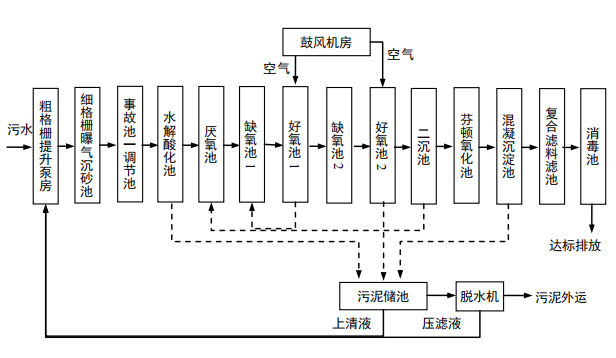 鼓风机房
空气
空气
污水
粗格栅提升泵房
细格栅曝气沉砂池
事故池—调节池
水解酸化池
厌氧池
缺氧池1
好氧池1
缺氧池2
好氧池2
二沉池
芬顿氧化池
混凝沉淀池
复合滤料滤池
消毒池
达标排放
污泥储池
脱水机
污泥外运
上清液
压滤液